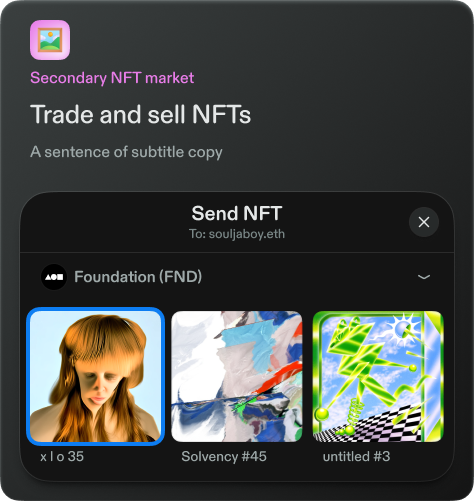 Secondary NFT market
Trade and sell NFTs
A sentence of subtitle copy
Send NFT
To: souljaboy.eth
Foundation (FND)
x l o 35
Solvency #45
untitled #3